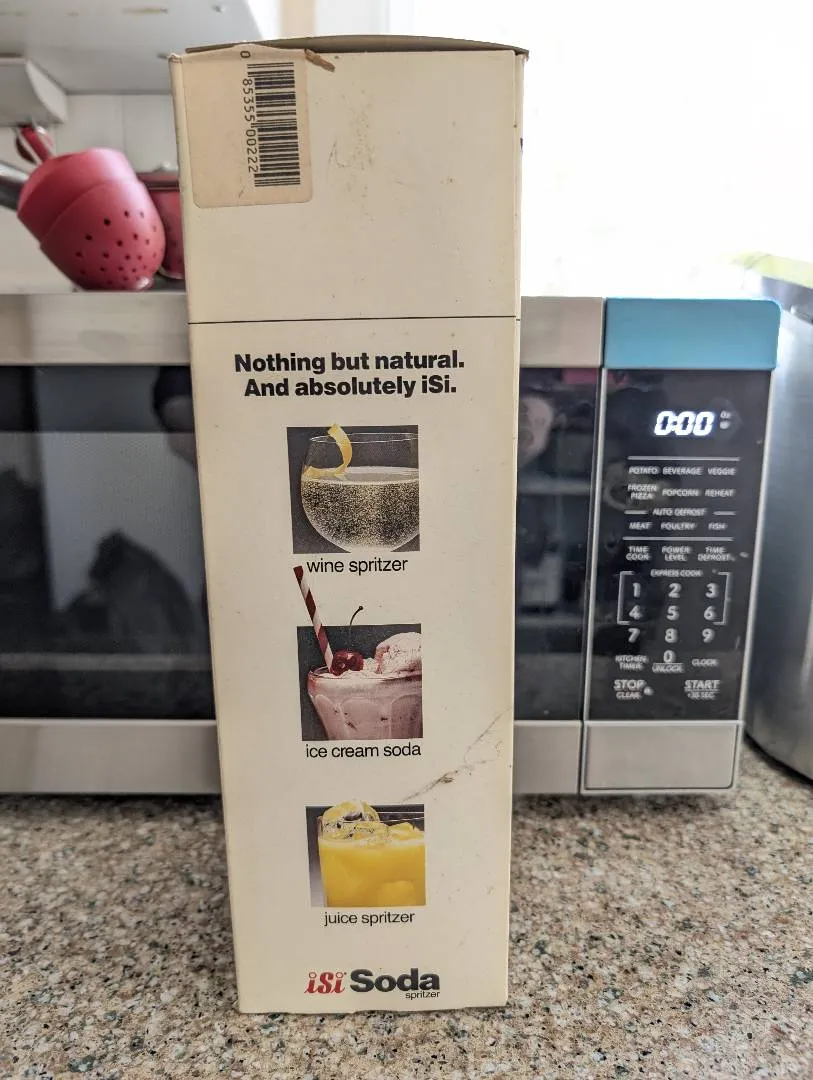 0 85355 00222
Nothing but natural.
And absolutely iSi.
wine spritzer
ice cream soda
juice spritzer
iSi Soda
spritzer
0:00
POTATO BEVERAGE VEGGIE
FROZEN PIZZA POPCORN REHEAT
AUTO DEFROST
MEAT POULTRY FISH
TIME COOK POWER LEVEL TIME DEFROST
EXPRESS COOK
1 2 3
4 5 6
7 8 9
KITCHEN TIMER 0 UNLOCK CLOCK
STOP CLEAR START +30 SEC